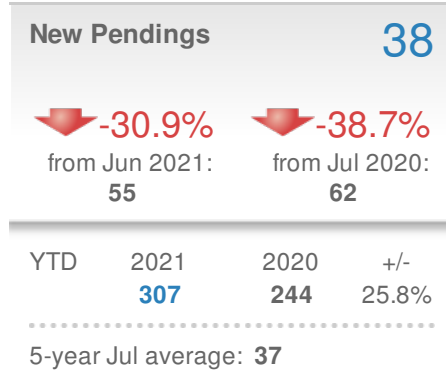 New Pendings 38
-30.9% -38.7%
from Jun 2021: from Jul 2020:
55 62
YTD 2021 2020 +/-
307 244 25.8%
5-year Jul average: 37